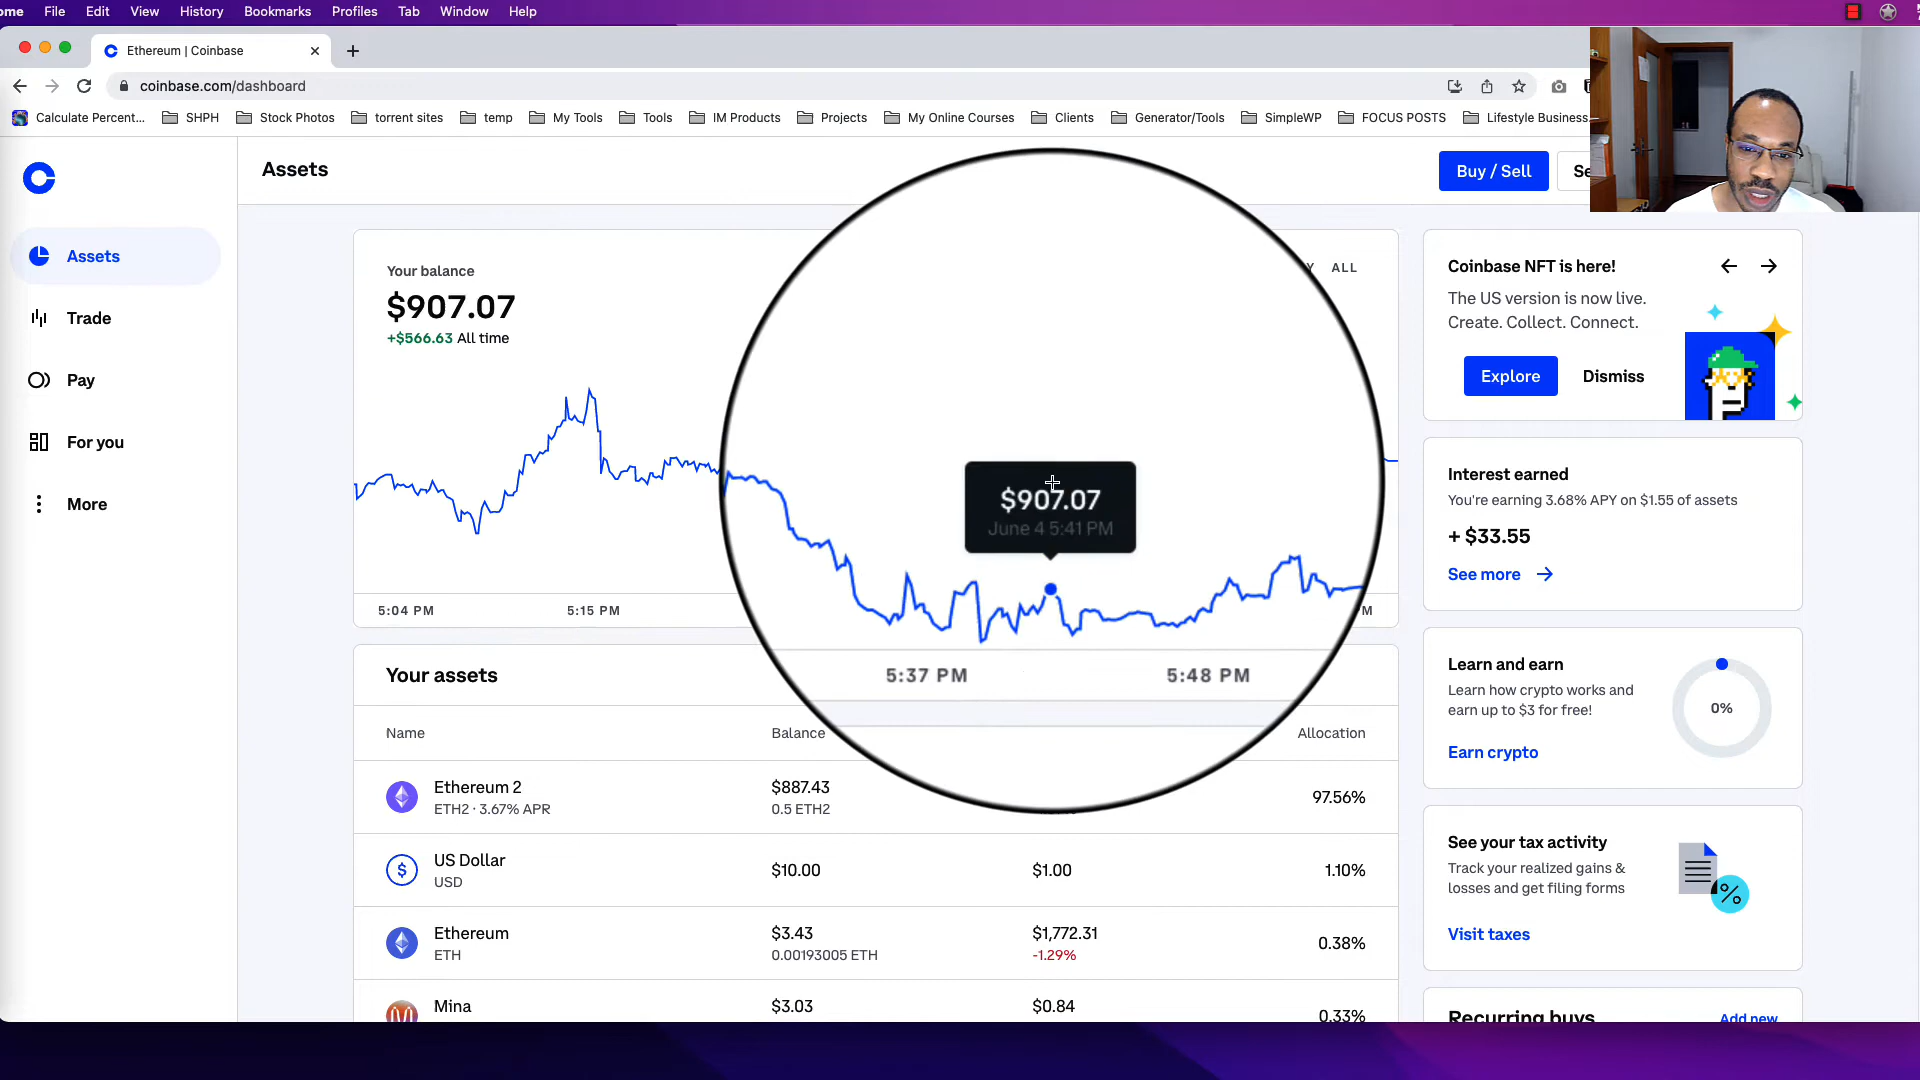 ome File Edit View History Bookmarks Profiles Tab Window Help
Ethereum | Coinbase
coinbase.com/dashboard
Calculate Percent... SHPH Stock Photos torrent sites temp My Tools Tools IM Products Projects My Online Courses Clients Generator/Tools SimpleWP FOCUS POSTS Lifestyle Business
Assets
Buy / Sell
Se
Assets
Trade
Pay
For you
More
Your balance
$907.07
+$566.63 All time
Y ALL
$907.07
June 4 5:41 PM
5:04 PM 5:15 PM 5:37 PM 5:48 PM M
Your assets
Name Balance Allocation
Ethereum 2 $887.43 97.56%
ETH2 · 3.67% APR 0.5 ETH2
US Dollar $10.00 $1.00 1.10%
USD
Ethereum $3.43 $1,772.31 0.38%
ETH 0.00193005 ETH -1.29%
Mina $3.03 $0.84 0.33%
Coinbase NFT is here!
The US version is now live.
Create. Collect. Connect.
Explore Dismiss
Interest earned
You're earning 3.68% APY on $1.55 of assets
+ $33.55
See more
Learn and earn
Learn how crypto works and
earn up to $3 for free!
0%
Earn crypto
See your tax activity
Track your realized gains &
losses and get filing forms
Visit taxes
Recurring buys Add new